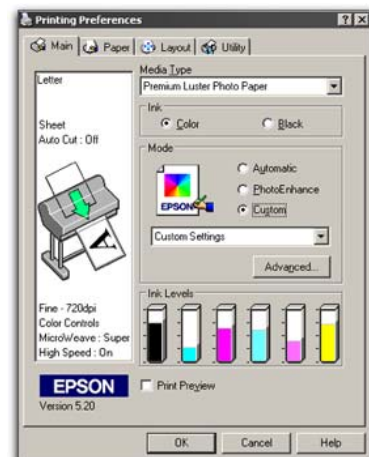 Printing Preferences
Main Paper Layout Utility
Letter
Sheet
Auto Cut : Off
A
Fine - 720dpi
Color Controls
MicroWeave : Super
High Speed : On
EPSON
Version 5.20
Media Type
Premium Luster Photo Paper
Ink
Color Black
Mode
EPSON
Automatic
PhotoEnhance
Custom
Custom Settings
Advanced...
Ink Levels
Print Preview
OK Cancel Help